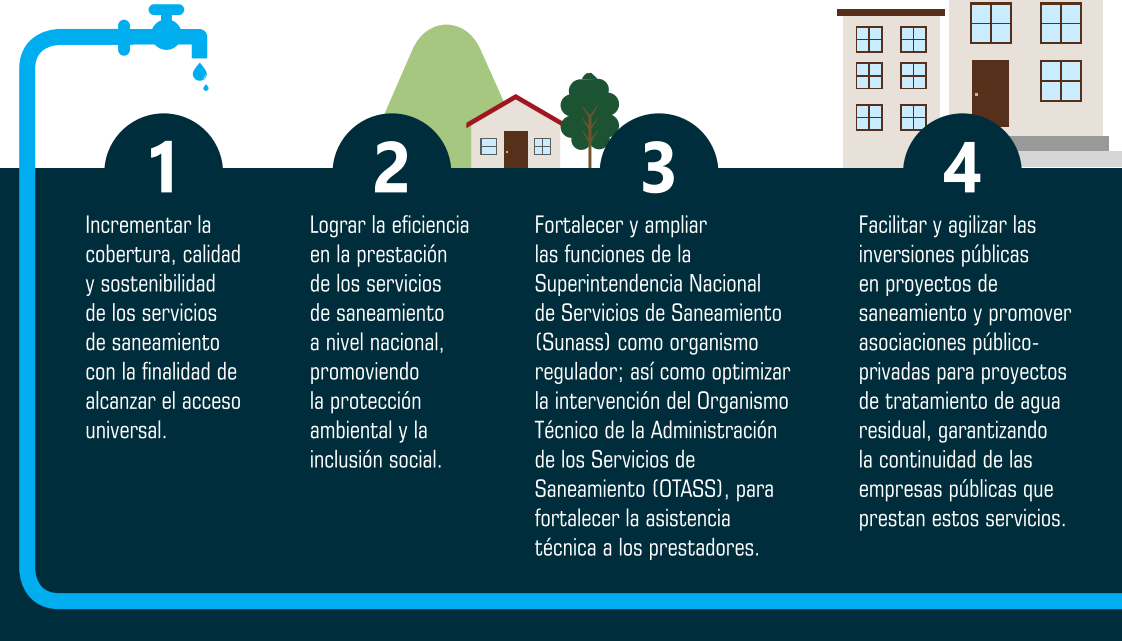 1
Incrementar la
cobertura, calidad
y sostenibilidad
de los servicios
de saneamiento
con la finalidad de
alcanzar el acceso
universal.
2
Lograr la eficiencia
en la prestación
de los servicios
de saneamiento
a nivel nacional,
promoviendo
la protección
ambiental y la
inclusión social.
3
Fortalecer y ampliar
las funciones de la
Superintendencia Nacional
de Servicios de Saneamiento
(Sunass) como organismo
regulador; así como optimizar
la intervención del Organismo
Técnico de la Administración
de los Servicios de
Saneamiento (OTASS), para
fortalecer la asistencia
técnica a los prestadores.
4
Facilitar y agilizar las
inversiones públicas
en proyectos de
saneamiento y promover
asociaciones público-
privadas para proyectos
de tratamiento de agua
residual, garantizando
la continuidad de las
empresas públicas que
prestan estos servicios.